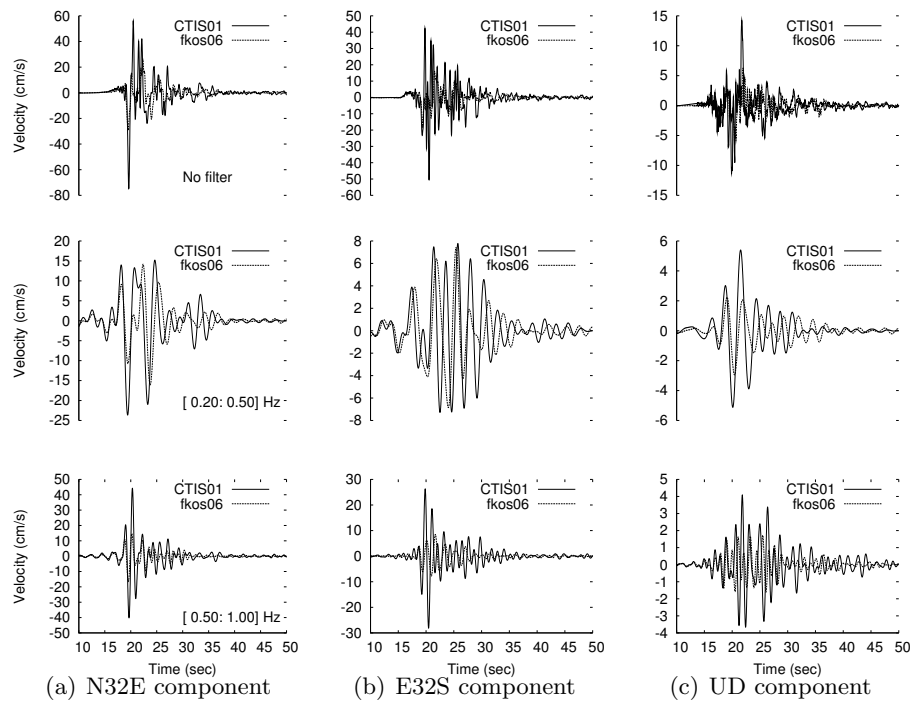 Velocity (cm/s)
60
40
20
0
-20
-40
-60
-80
CTIS01
fkos06
No filter
50
40
30
20
10
0
-10
-20
-30
-40
-50
-60
CTIS01
fkos06
15
10
5
0
-5
-10
-15
CTIS01
fkos06
Velocity (cm/s)
20
15
10
5
0
-5
-10
-15
-20
-25
CTIS01
fkos06
[ 0.20: 0.50] Hz
8
6
4
2
0
-2
-4
-6
-8
CTIS01
fkos06
6
4
2
0
-2
-4
-6
CTIS01
fkos06
Velocity (cm/s)
50
40
30
20
10
0
-10
-20
-30
-40
-50
CTIS01
fkos06
[ 0.50: 1.00] Hz
10 15 20 25 30 35 40 45 50
Time (sec)
30
20
10
0
-10
-20
-30
CTIS01
fkos06
10 15 20 25 30 35 40 45 50
Time (sec)
5
4
3
2
1
0
-1
-2
-3
-4
CTIS01
fkos06
10 15 20 25 30 35 40 45 50
Time (sec)
(a) N32E component
(b) E32S component
(c) UD component